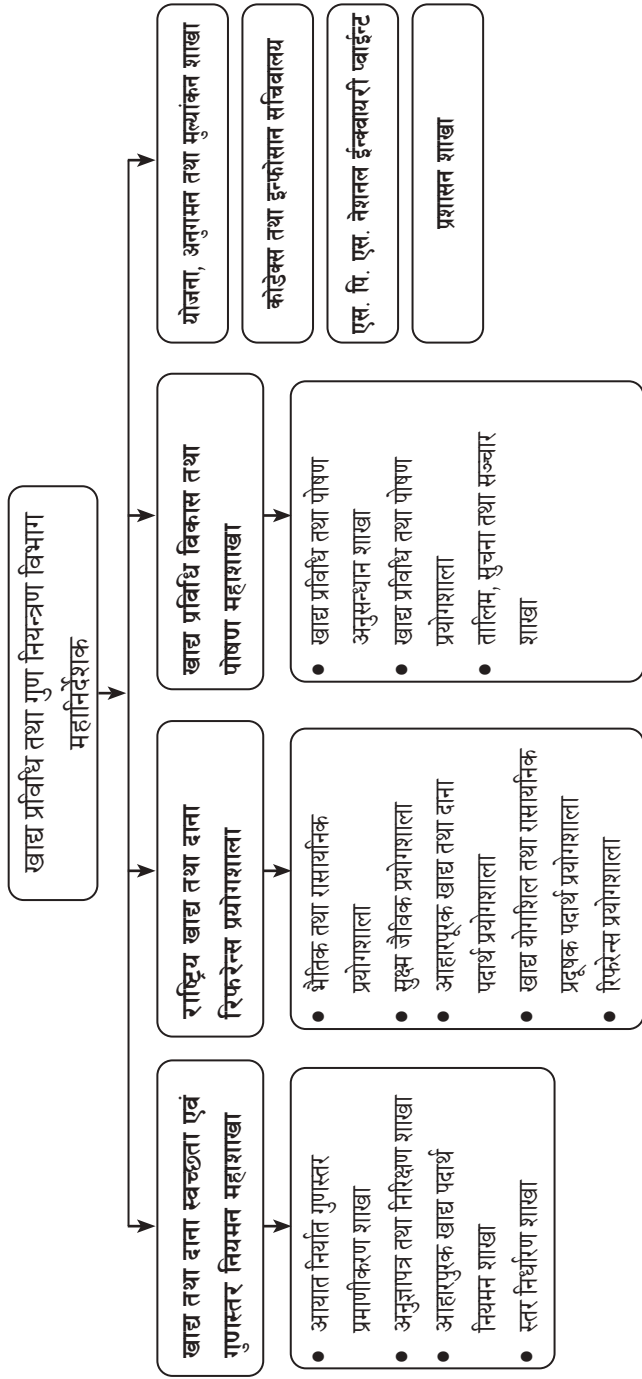 खाद्य प्रविधि तथा गुण नियन्त्रण विभाग
महानिर्देशक
खाद्य तथा दाना स्वच्छता एवं
गुणस्तर नियमन महाशाखा
आयात निर्यात गुणस्तर
प्रमाणीकरण शाखा
अनुज्ञापत्र तथा निरिक्षण शाखा
आहारपुरक खाद्य पदार्थ
नियमन शाखा
स्तर निर्धारण शाखा
राष्ट्रिय खाद्य तथा दाना
रिफरेन्स प्रयोगशाला
भैतिक तथा रासायनिक
प्रयोगशाला
सुक्ष्म जैविक प्रयोगशाला
आहारपूरक खाद्य तथा दाना
पदार्थ प्रयोगशाला
खाद्य योगशिल तथा रासायनिक
प्रदूषक पदार्थ प्रयोगशाला
रिफरेन्स प्रयोगशाला
खाद्य प्रविधि विकास तथा
पोषण महाशाखा
खाद्य प्रविधि तथा पोषण
अनुसन्धान शाखा
खाद्य प्रविधि तथा पोषण
प्रयोगशाला
तालिम, सुचना तथा सञ्चार
शाखा
योजना, अनुगमन तथा मुल्यांकन शाखा
कोडेक्स तथा इन्फोसान सचिवालय
एस. पि. एस. नेशनल ईन्क्वायरी प्वाईन्ट
प्रशासन शाखा